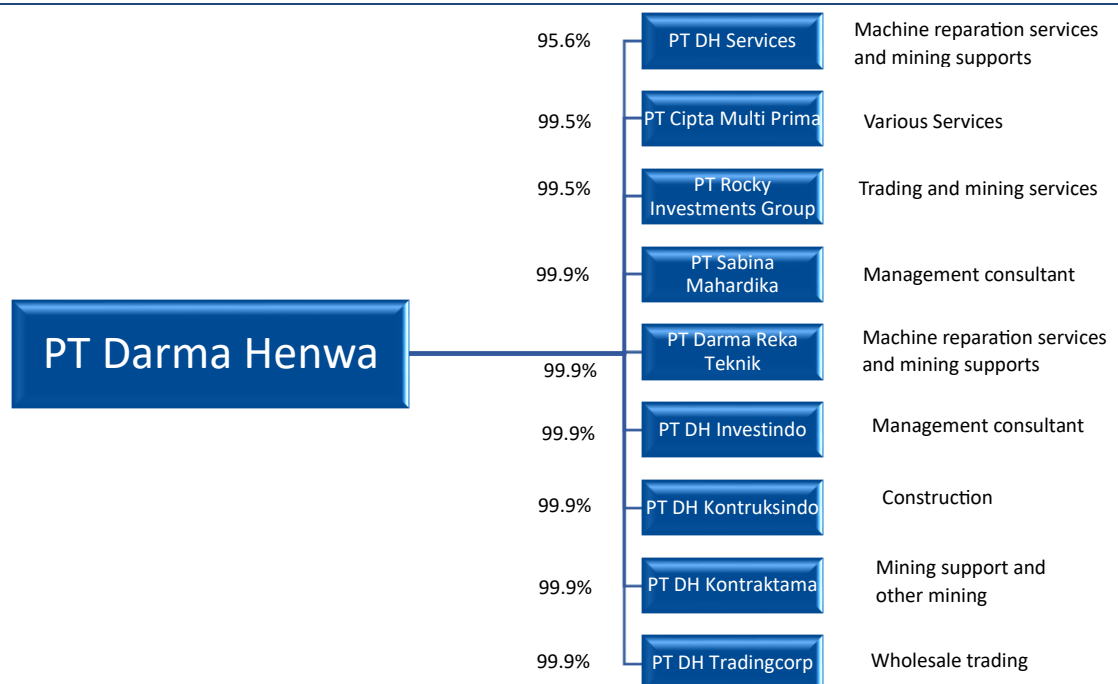 95.6%
PT DH Services
Machine reparation services
and mining supports
99.5%
PT Cipta Multi Prima
Various Services
99.5%
PT Rocky
Investments Group
Trading and mining services
99.9%
PT Sabina
Mahardika
Management consultant
PT Darma Henwa
99.9%
PT Darma Reka
Teknik
Machine reparation services
and mining supports
99.9%
PT DH Investindo
Management consultant
99.9%
PT DH Kontruksindo
Construction
99.9%
PT DH Kontraktama
Mining support and
other mining
99.9%
PT DH Tradingcorp
Wholesale trading